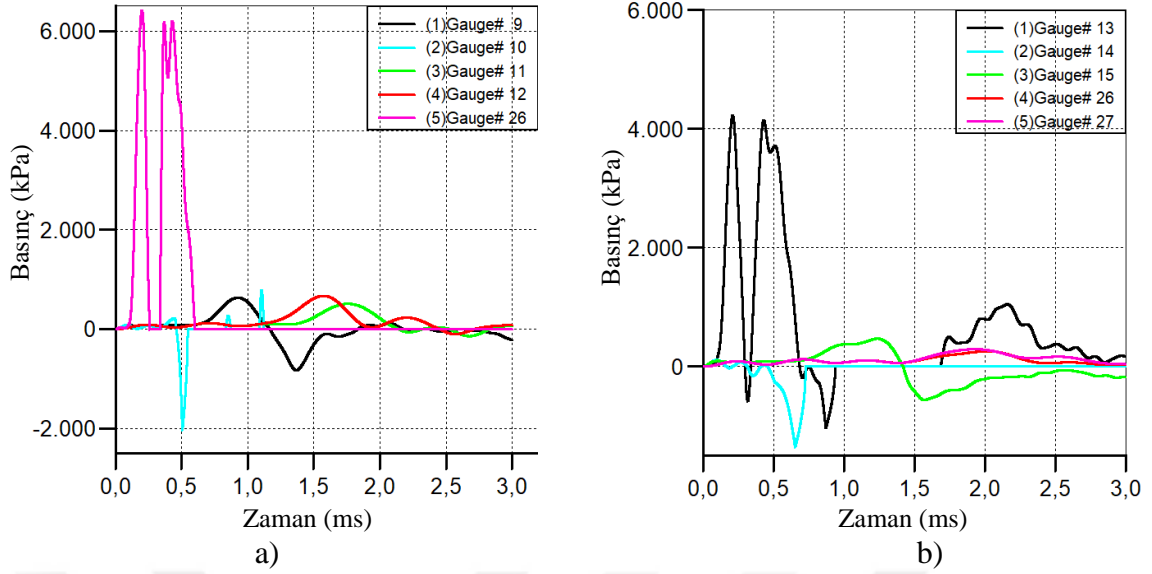 6.000
4.000
2.000
0
-2.000
Basınç (kPa)
(1)Gauge# 9
(2)Gauge# 10
(3)Gauge# 11
(4)Gauge# 12
(5)Gauge# 26
0,0 0,5 1,0 1,5 2,0 2,5 3,0
Zaman (ms)
a)
6.000
4.000
2.000
0
Basınç (kPa)
(1)Gauge# 13
(2)Gauge# 14
(3)Gauge# 15
(4)Gauge# 26
(5)Gauge# 27
0,0 0,5 1,0 1,5 2,0 2,5 3,0
Zaman (ms)
b)